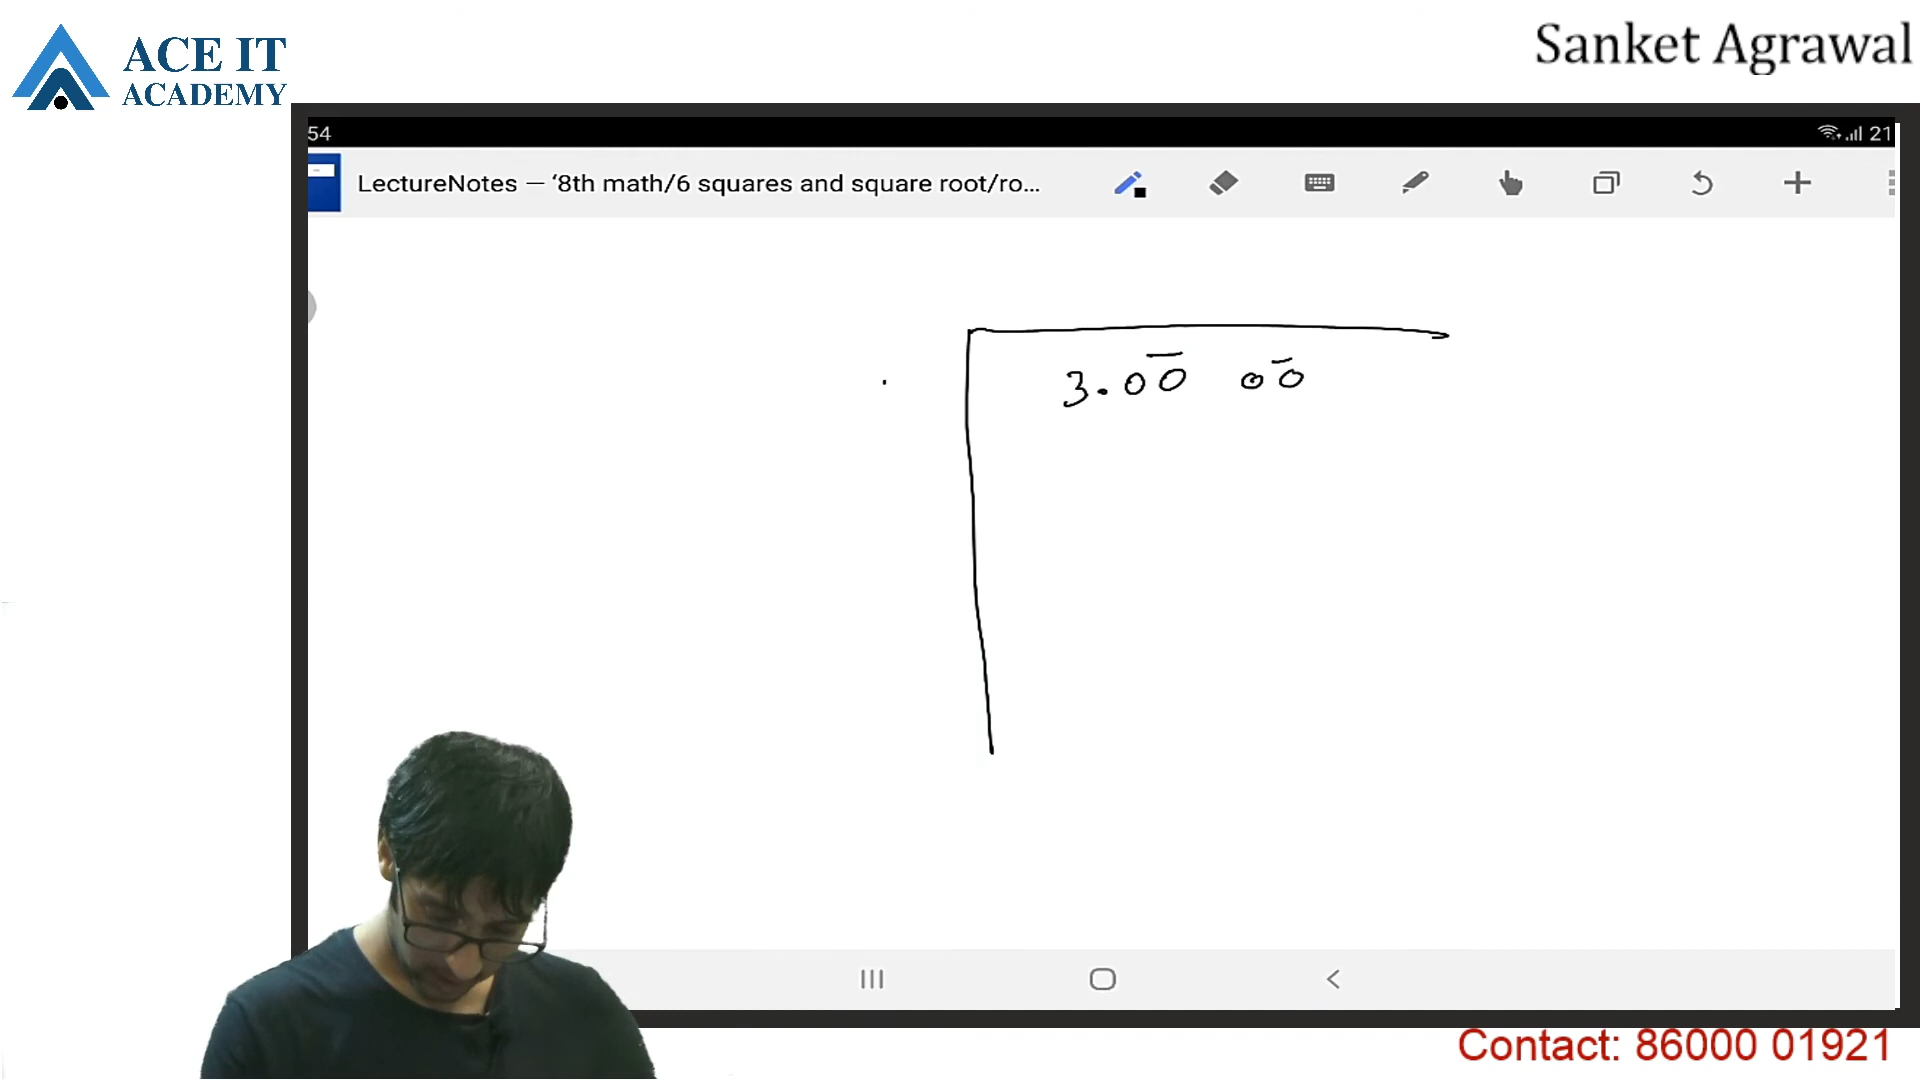 ACE IT
ACADEMY
Sanket Agrawal
54
21
LectureNotes — ‘8th math/6 squares and square root/ro...
3.00 00
Contact: 86000 01921